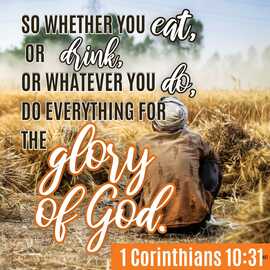 SO WHETHER YOU eat,
OR drink,
OR WHATEVER YOU do,
DO EVERYTHING FOR
THE glory
of God.
1 Corinthians 10:31